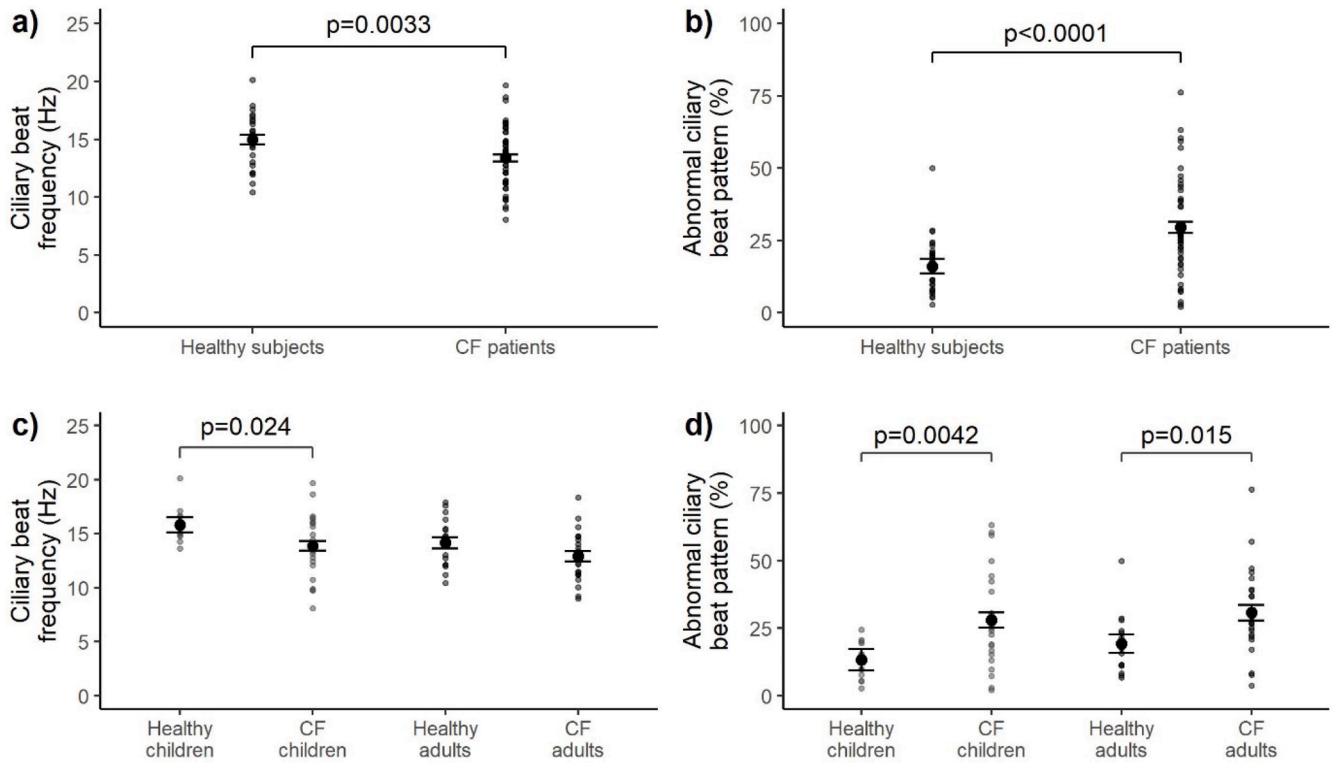 a)
25
20
15
10
5
0
Ciliary beat
frequency (Hz)
p=0.0033
Healthy subjects
CF patients
b)
100
75
50
25
0
Abnormal ciliary
beat pattern (%)
p<0.0001
Healthy subjects
CF patients
c)
25
20
15
10
5
0
Ciliary beat
frequency (Hz)
p=0.024
Healthy
children
CF
children
Healthy
adults
CF
adults
d)
100
75
50
25
0
Abnormal ciliary
beat pattern (%)
p=0.0042
p=0.015
Healthy
children
CF
children
Healthy
adults
CF
adults